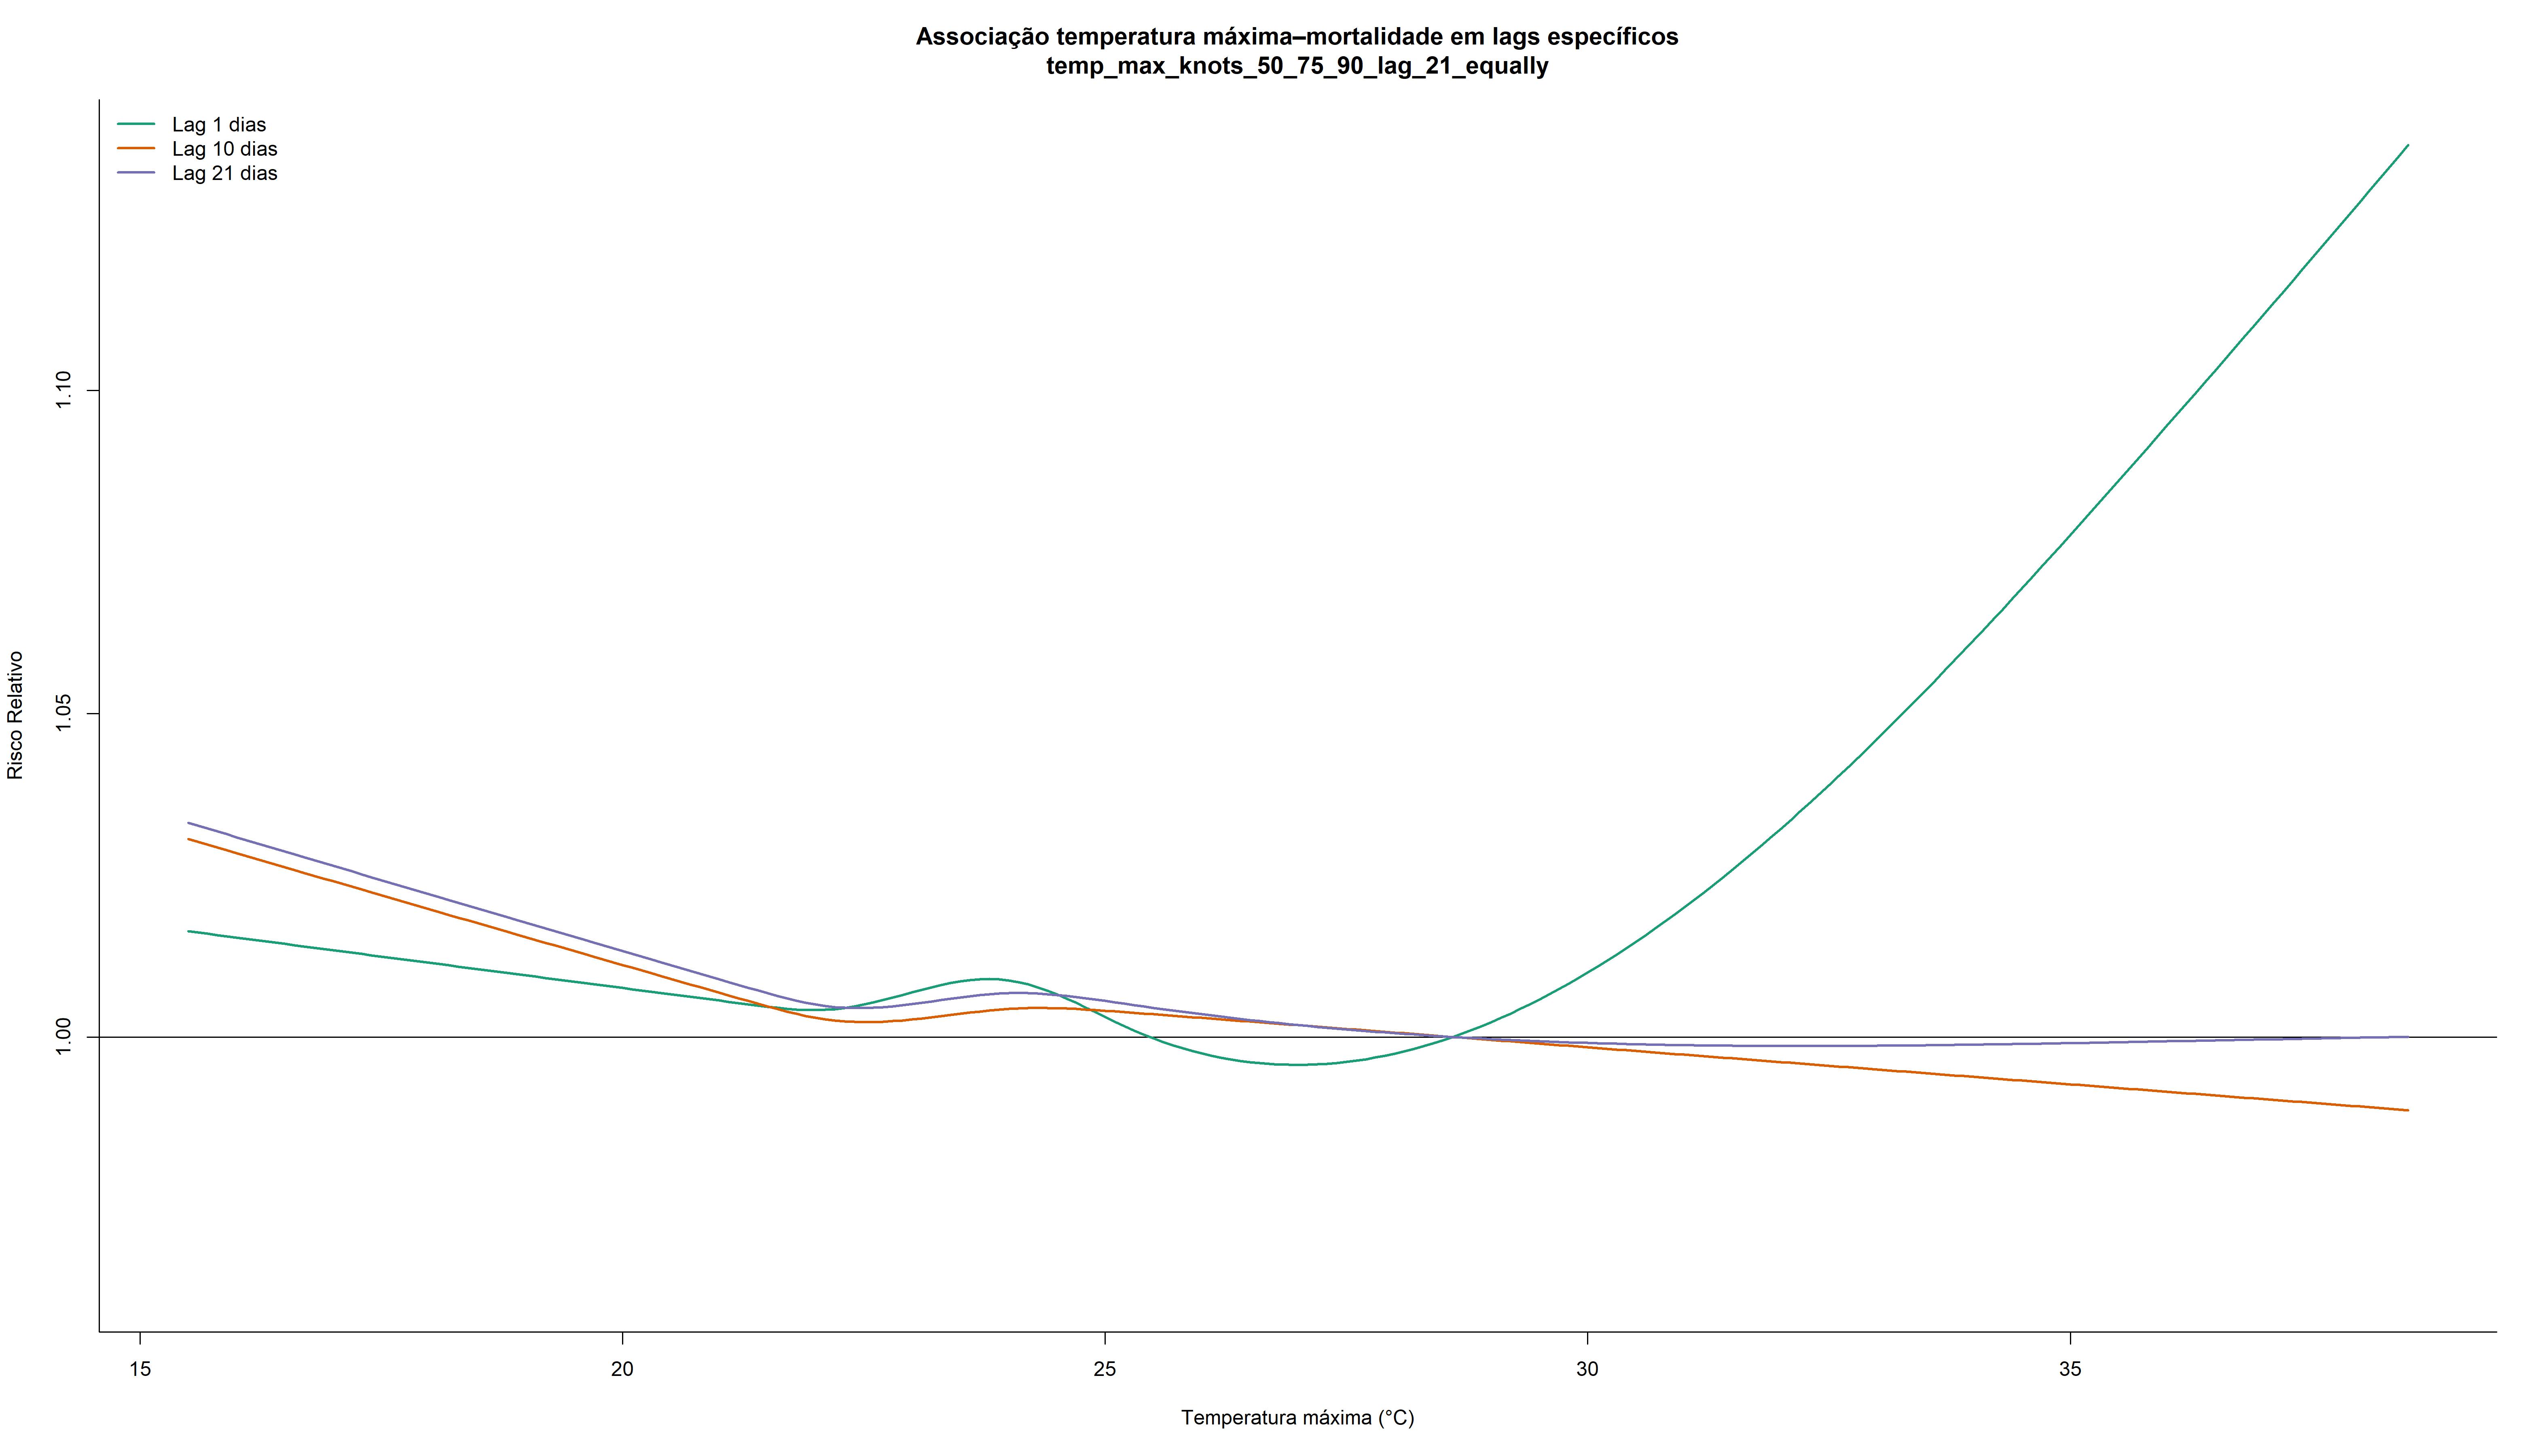 Associação temperatura máxima–mortalidade em lags específicos
temp_max_knots_50_75_90_lag_21_equally
Lag 1 dias
Lag 10 dias
Lag 21 dias
1.10
1.05
1.00
Risco Relativo
15 20 25 30 35
Temperatura máxima (°C)